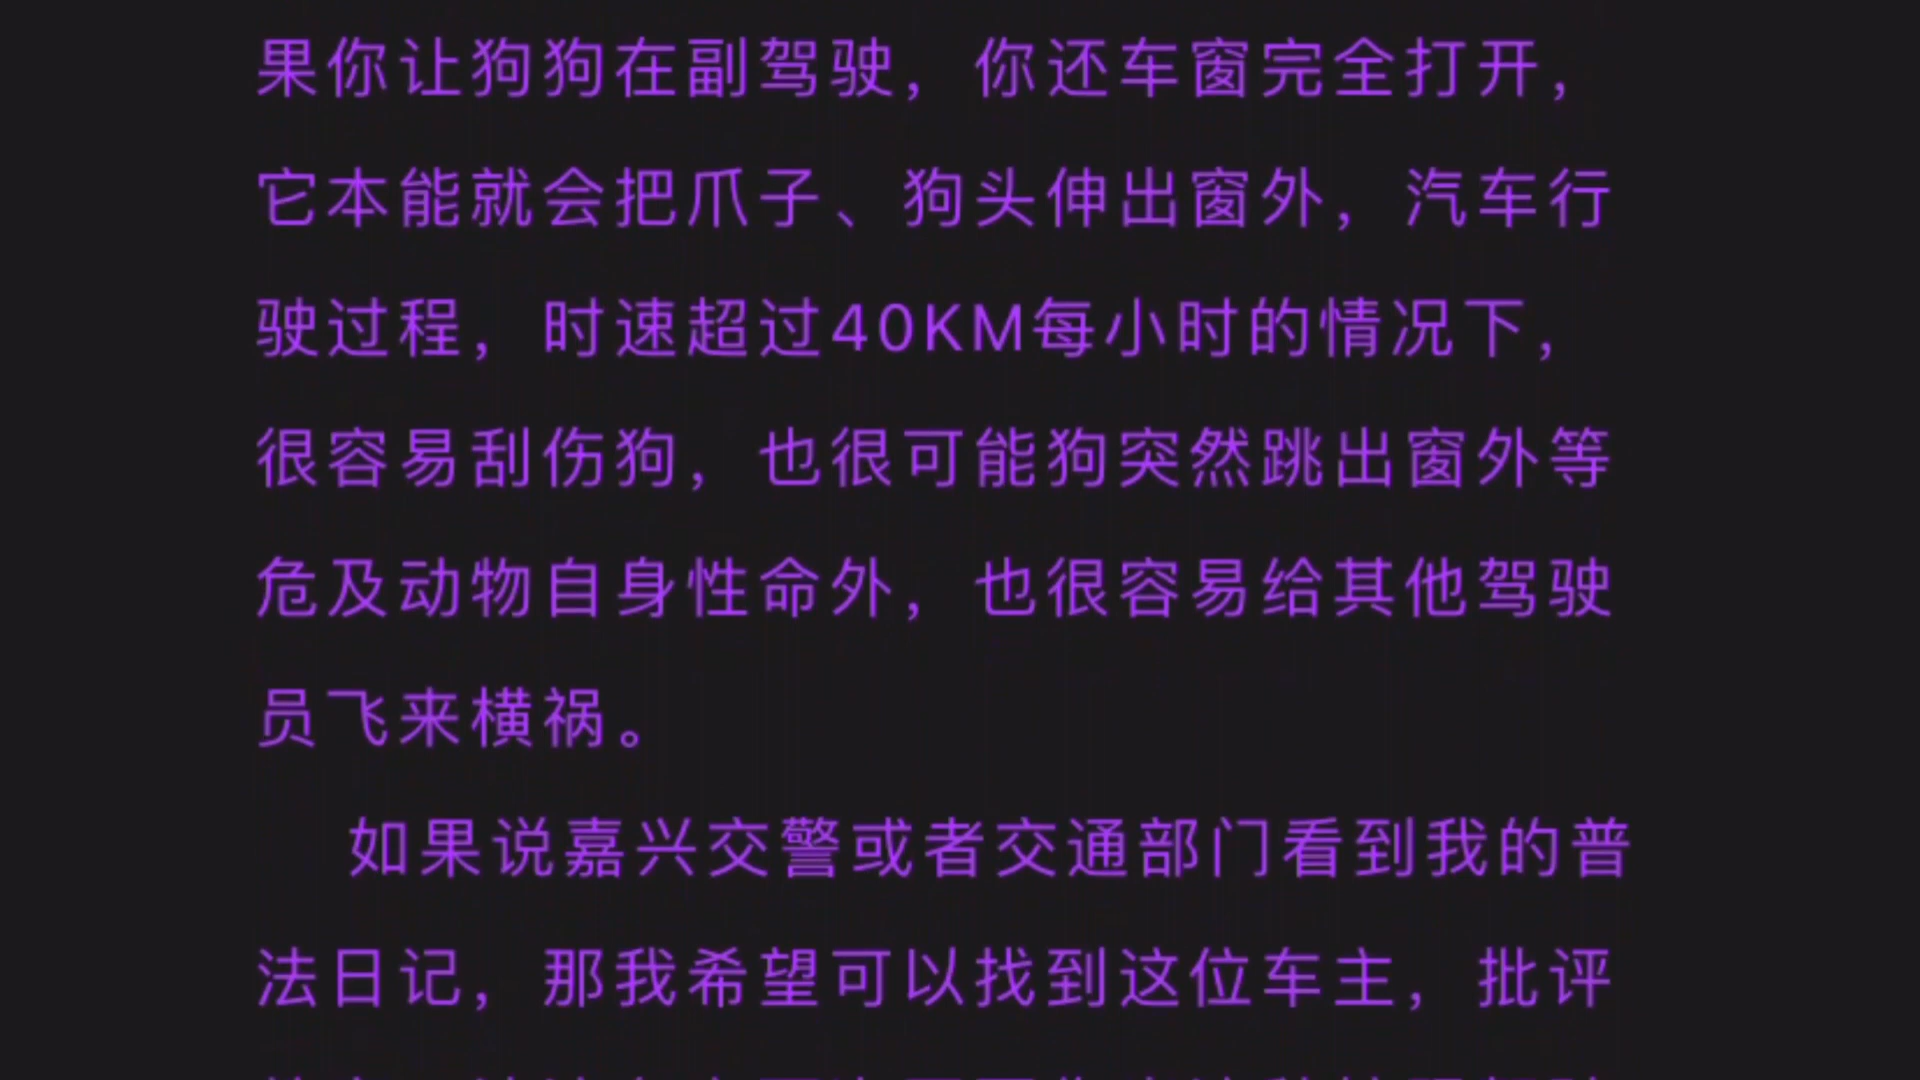 果你让狗狗在副驾驶，你还车窗完全打开，
它本能就会把爪子、狗头伸出窗外，汽车行
驶过程，时速超过40KM每小时的情况下，
很容易刮伤狗，也很可能狗突然跳出窗外等
危及动物自身性命外，也很容易给其他驾驶
员飞来横祸。
如果说嘉兴交警或者交通部门看到我的普
法日记，那我希望可以找到这位车主，批评